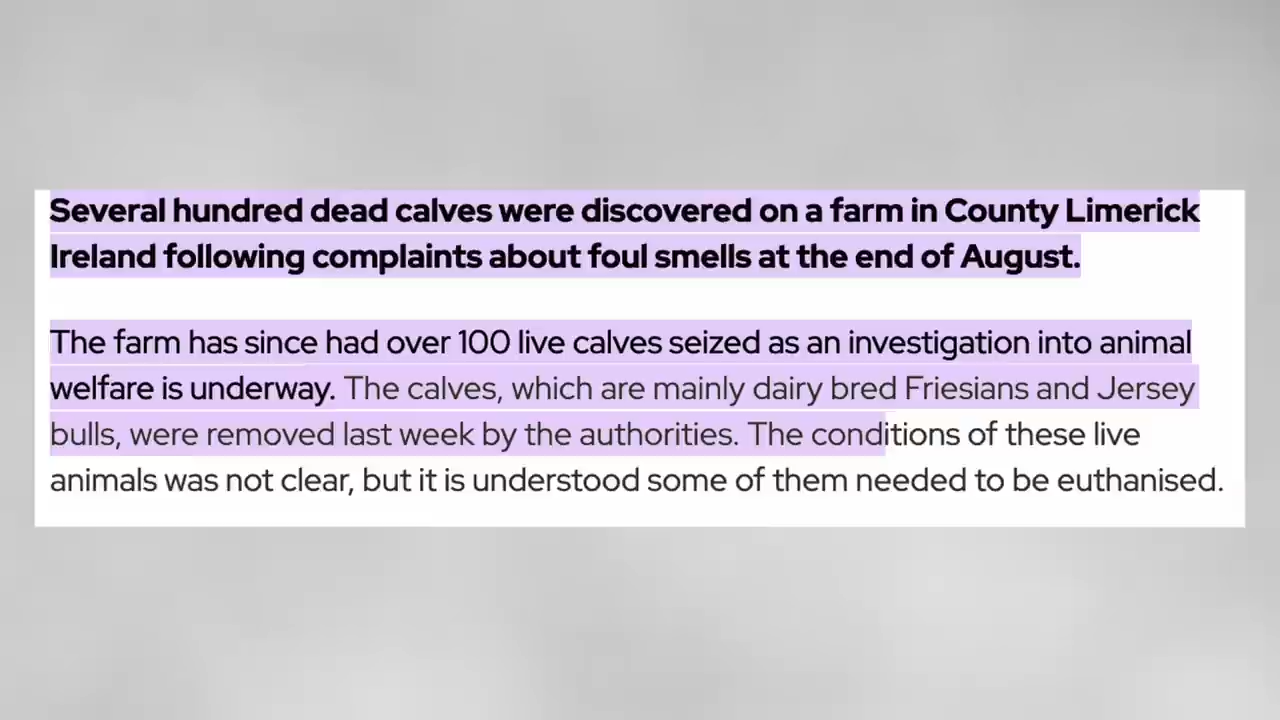 Several hundred dead calves were discovered on a farm in County Limerick
Ireland following complaints about foul smells at the end of August.
The farm has since had over 100 live calves seized as an investigation into animal
welfare is underway. The calves, which are mainly dairy bred Friesians and Jersey
bulls, were removed last week by the authorities. The conditions of these live
animals was not clear, but it is understood some of them needed to be euthanised.